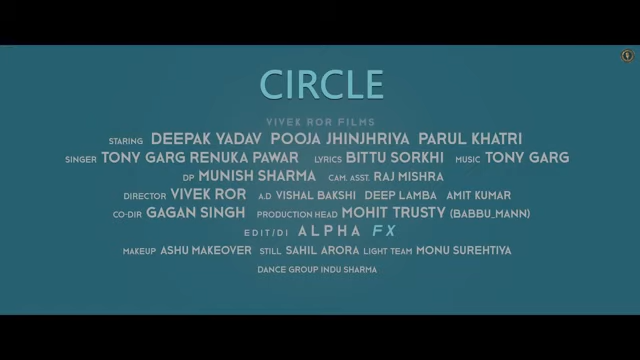 CIRCLE
VIVEK ROR FILMS
STARING DEEPAK YADAV POOJA JHINJHRIYA PARUL KHATRI
SINGER TONY GARG RENUKA PAWAR LYRICS BITTU SORKHI MUSIC TONY GARG
DP MUNISH SHARMA CAM. ASST. RAJ MISHRA
DIRECTOR VIVEK ROR A.D VISHAL BAKSHI DEEP LAMBA AMIT KUMAR
CO-DIR GAGAN SINGH PRODUCTION HEAD MOHIT TRUSTY (BABBU_MANN)
EDIT/DI ALPHA FX
MAKEUP ASHU MAKEOVER STILL SAHIL ARORA LIGHT TEAM MONU SUREHTIYA
DANCE GROUP INDU SHARMA